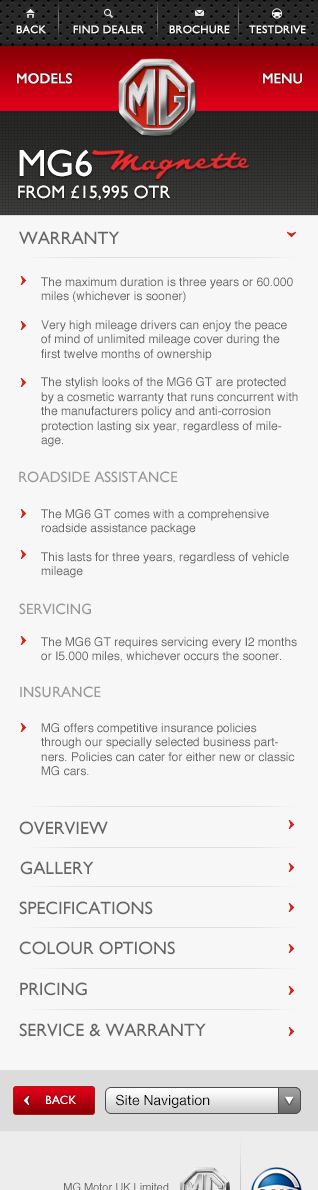 BACK FIND DEALER BROCHURE TESTDRIVE
MODELS MG MENU
MG6 Magnette
FROM £15,995 OTR
WARRANTY
The maximum duration is three years or 60.000
miles (whichever is sooner)
Very high mileage drivers can enjoy the peace
of mind of unlimited mileage cover during the
first twelve months of ownership
The stylish looks of the MG6 GT are protected
by a cosmetic warranty that runs concurrent with
the manufacturers policy and anti-corrosion
protection lasting six year, regardless of mile-
age.
ROADSIDE ASSISTANCE
The MG6 GT comes with a comprehensive
roadside assistance package
This lasts for three years, regardless of vehicle
mileage
SERVICING
The MG6 GT requires servicing every I2 months
or I5.000 miles, whichever occurs the sooner.
INSURANCE
MG offers competitive insurance policies
through our specially selected business part-
ners. Policies can cater for either new or classic
MG cars.
OVERVIEW
GALLERY
SPECIFICATIONS
COLOUR OPTIONS
PRICING
SERVICE & WARRANTY
BACK Site Navigation
MG Motor UK Limited MG